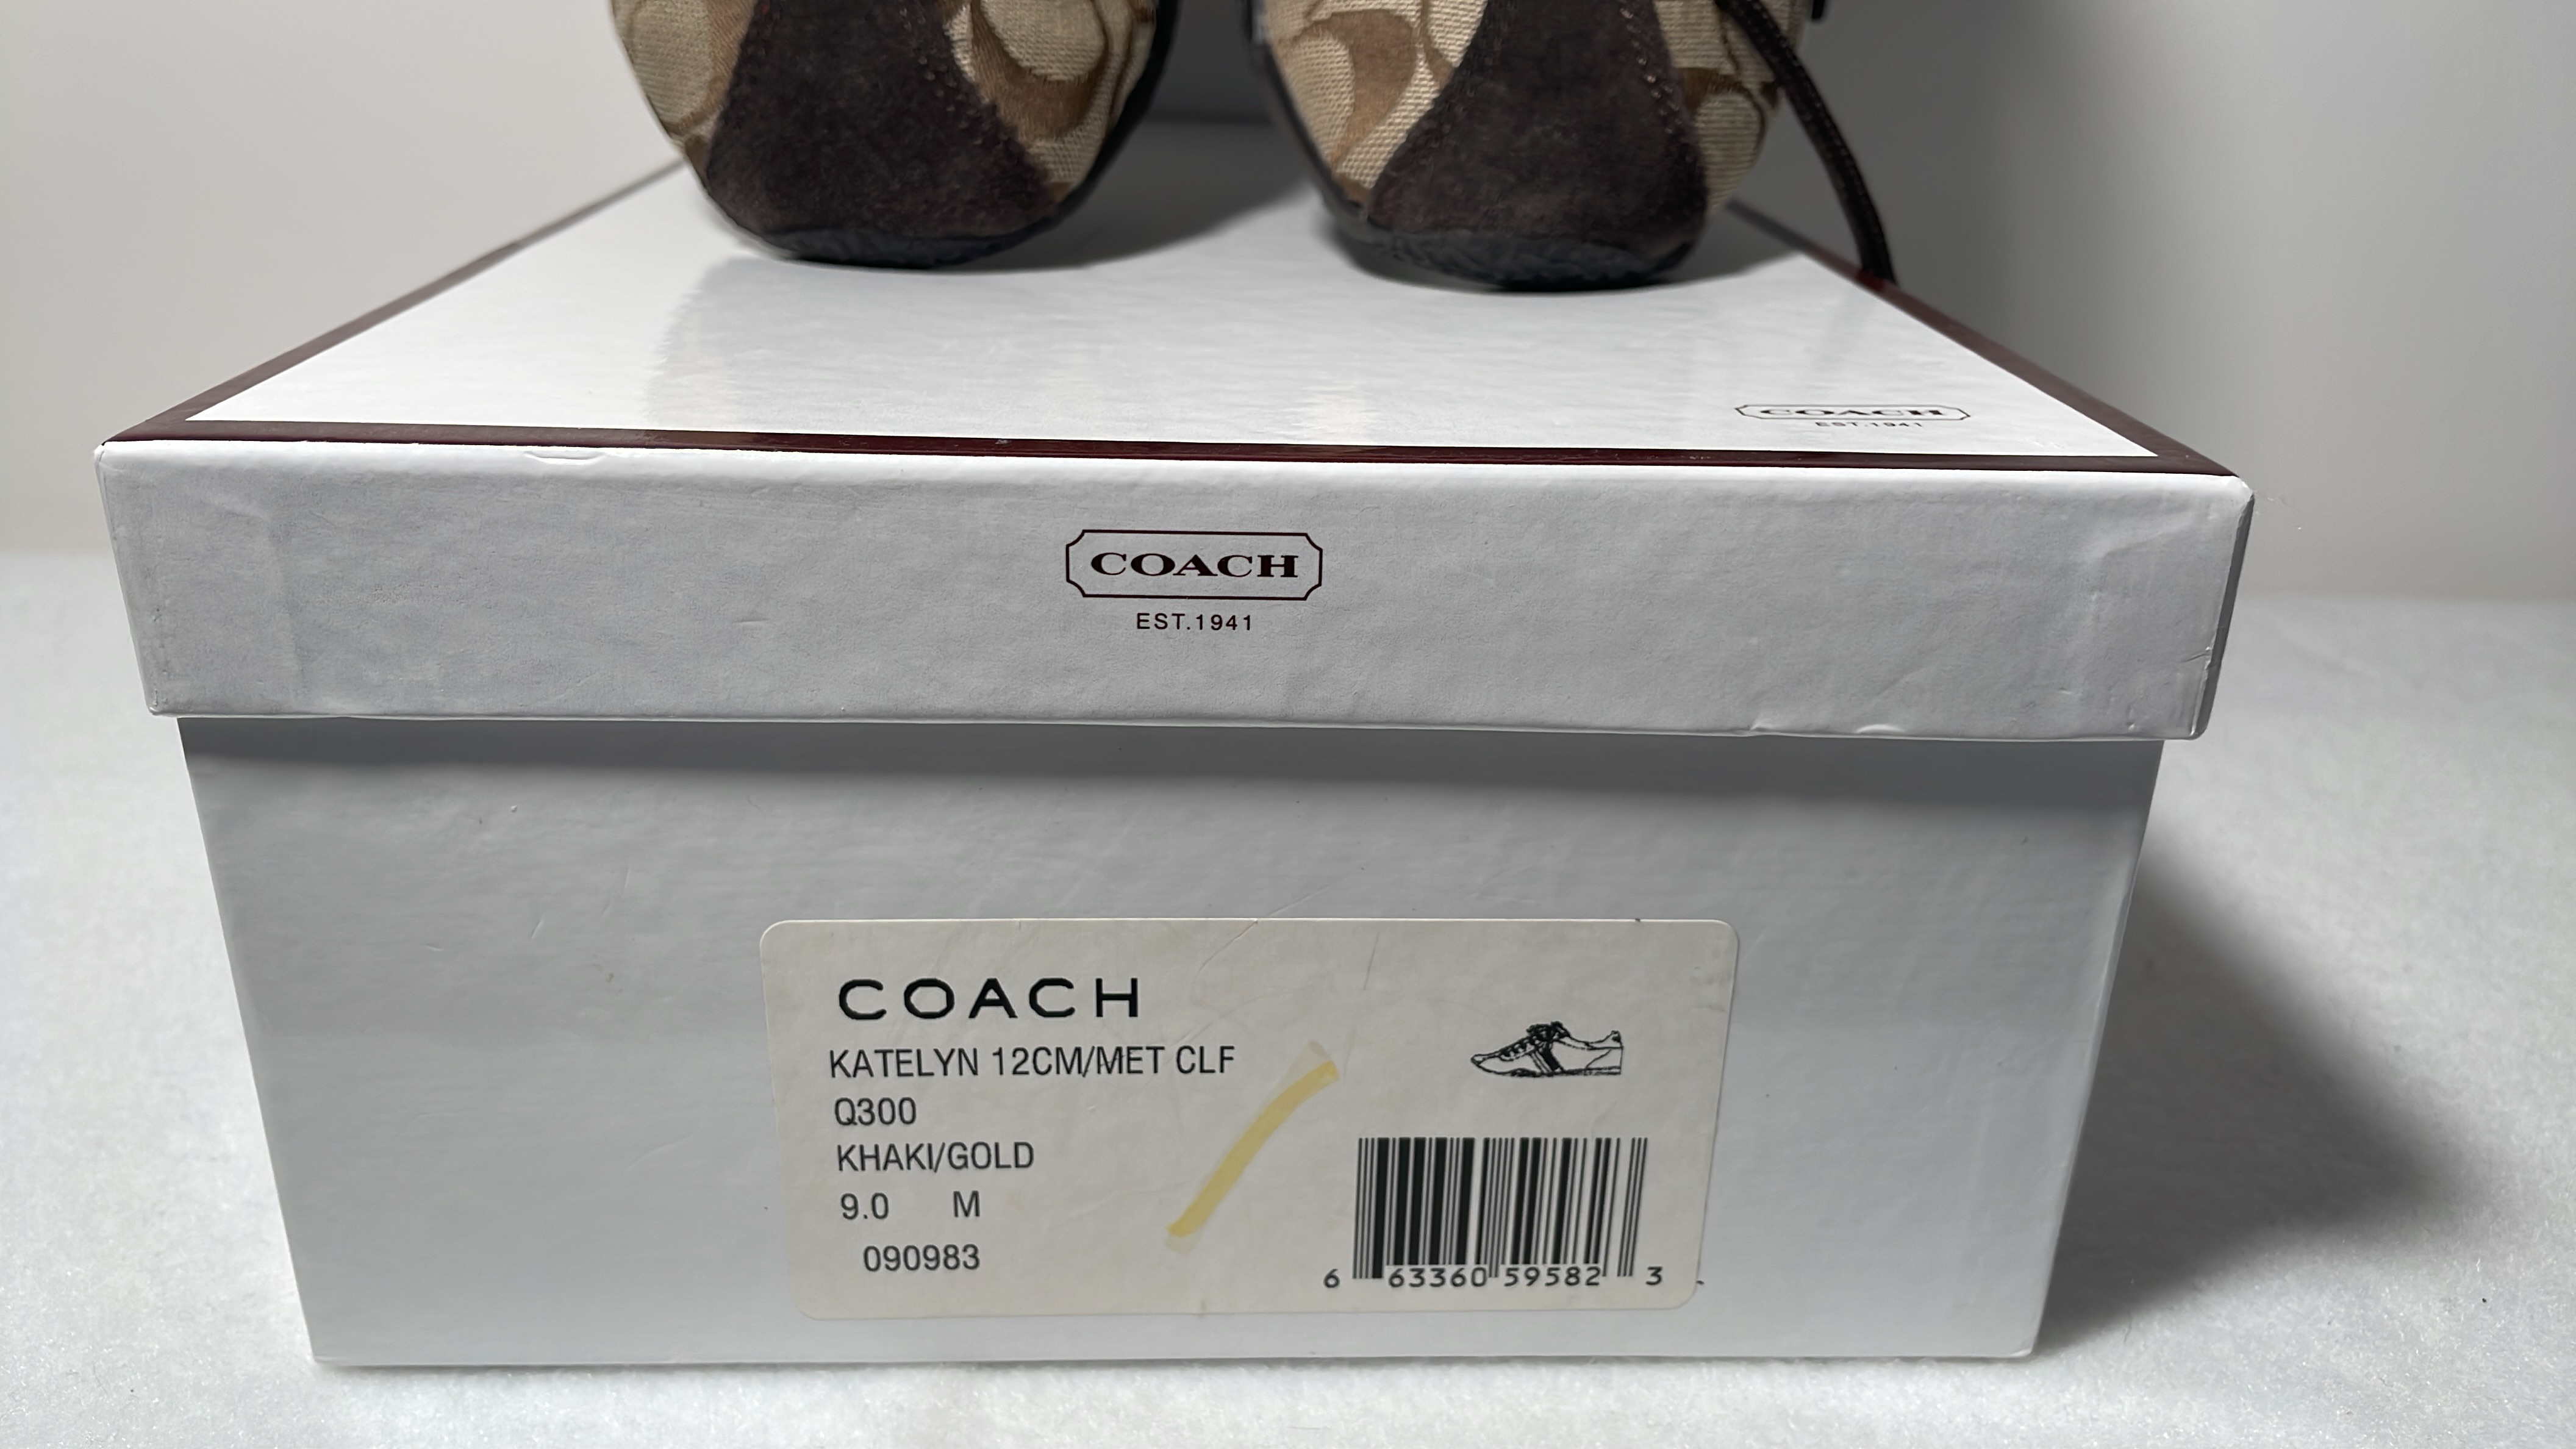 COACH
EST.1941
COACH
EST.1941
COACH
KATELYN 12CM/MET CLF
Q300
KHAKI/GOLD
9.0 M
090983
6 63360 59582 3